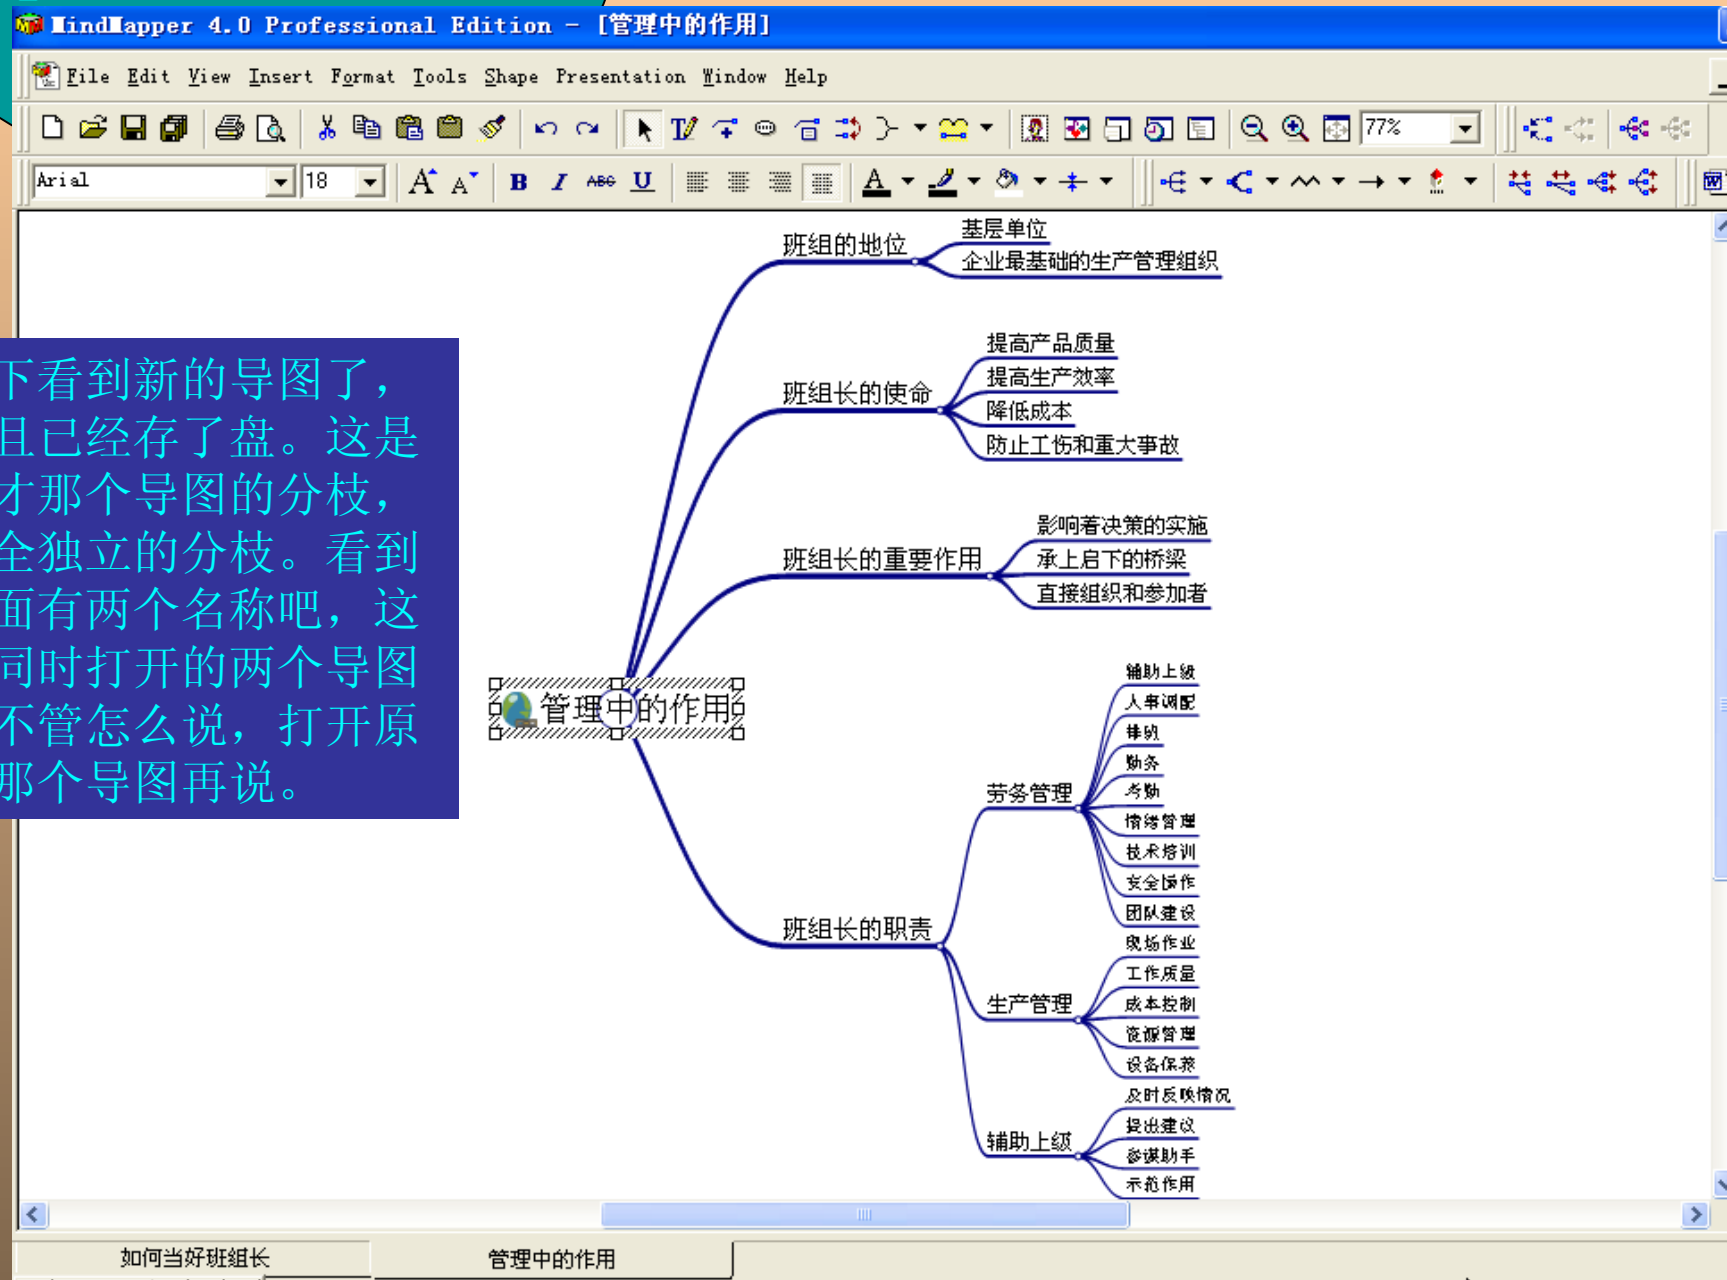 MindMapper 4.0 Professional Edition - [管理中的作用]
File Edit View Insert Format Tools Shape Presentation Window Help
77%
Arial 18
班组的地位
基层单位
企业最基础的生产管理组织
班组长的使命
提高产品质量
提高生产效率
降低成本
防止工伤和重大事故
班组长的重要作用
影响着决策的实施
承上启下的桥梁
直接组织和参加者
下看到新的导图了，
且已经存了盘。这是
才那个导图的分枝，
全独立的分枝。看到
面有两个名称吧，这
同时打开的两个导图
不管怎么说，打开原
那个导图再说。
管理中的作用
班组长的职责
劳务管理
辅助上级
人事调配
排班
勤务
考勤
情绪管理
技术培训
安全操作
团队建设
生产管理
现场作业
工作质量
成本控制
资源管理
设备保养
辅助上级
及时反映情况
提出建议
参谋助手
示范作用
如何当好班组长 管理中的作用